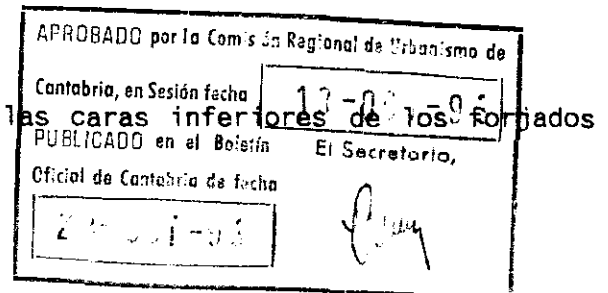 APROBADO por la Comisión Regional de Urbanismo de
Cantabria, en Sesión fecha
las caras inferiores de los forjados
PUBLICADO en el Boletín El Secretario,
Oficial de Cantabria de fecha